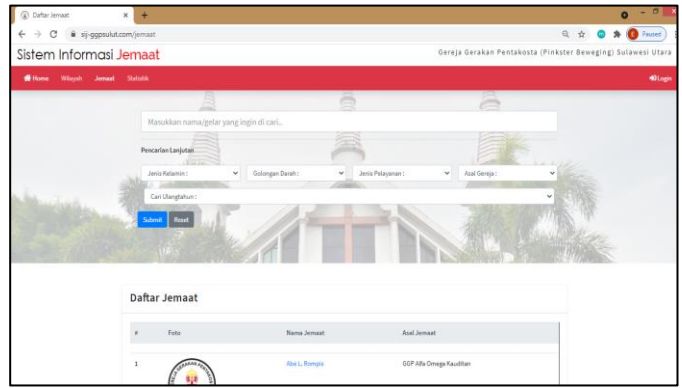 Daftar Jemaat
sij-ggpsulut.com/jemaat
Paused
Sistem Informasi Jemaat
Gereja Gerakan Pentakosta (Pinkster Beweging) Sulawesi Utara
Home Wilayah Jemaat Statistik Login
Masukkan nama/gelar yang ingin di cari..
Pencarian Lanjutan
Jenis Kelamin : Golongan Darah : Jenis Pelayanan : Asal Gereja :
Cari Ulangtahun :
Submit Reset
Daftar Jemaat
# Foto Nama Jemaat Asal Jemaat
1 Abe L. Rompis GGP Alfa Omega Kauditan